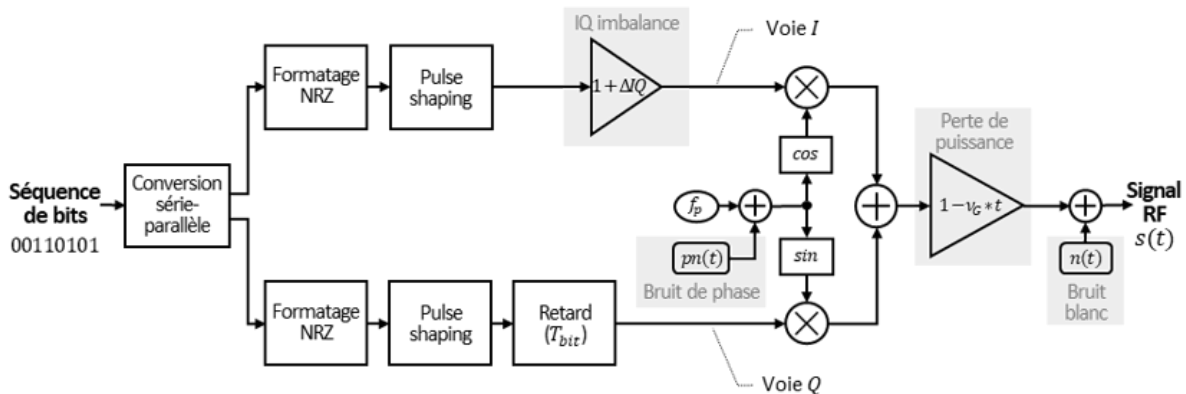 IQ imbalance
Voie I
Formatage
NRZ
Pulse
shaping
1 + ΔIQ
Perte de
puissance
cos
Séquence
de bits
00110101
Conversion
série-
parallèle
f_p
1−v_G * t
Signal
RF
s(t)
pn(t)
Bruit de phase
sin
n(t)
Bruit
blanc
Formatage
NRZ
Pulse
shaping
Retard
(T_bit)
Voie Q